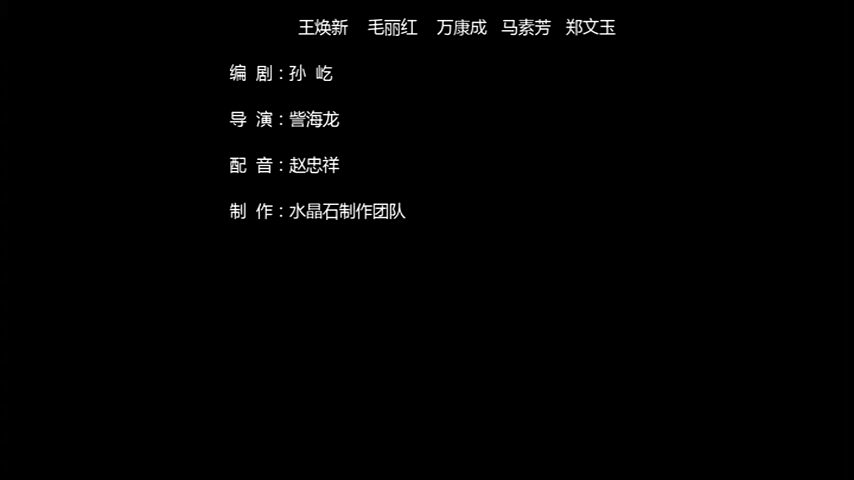 王焕新 毛丽红 万康成 马素芳 郑文玉
编 剧：孙 屹
导 演：訾海龙
配 音：赵忠祥
制 作：水晶石制作团队